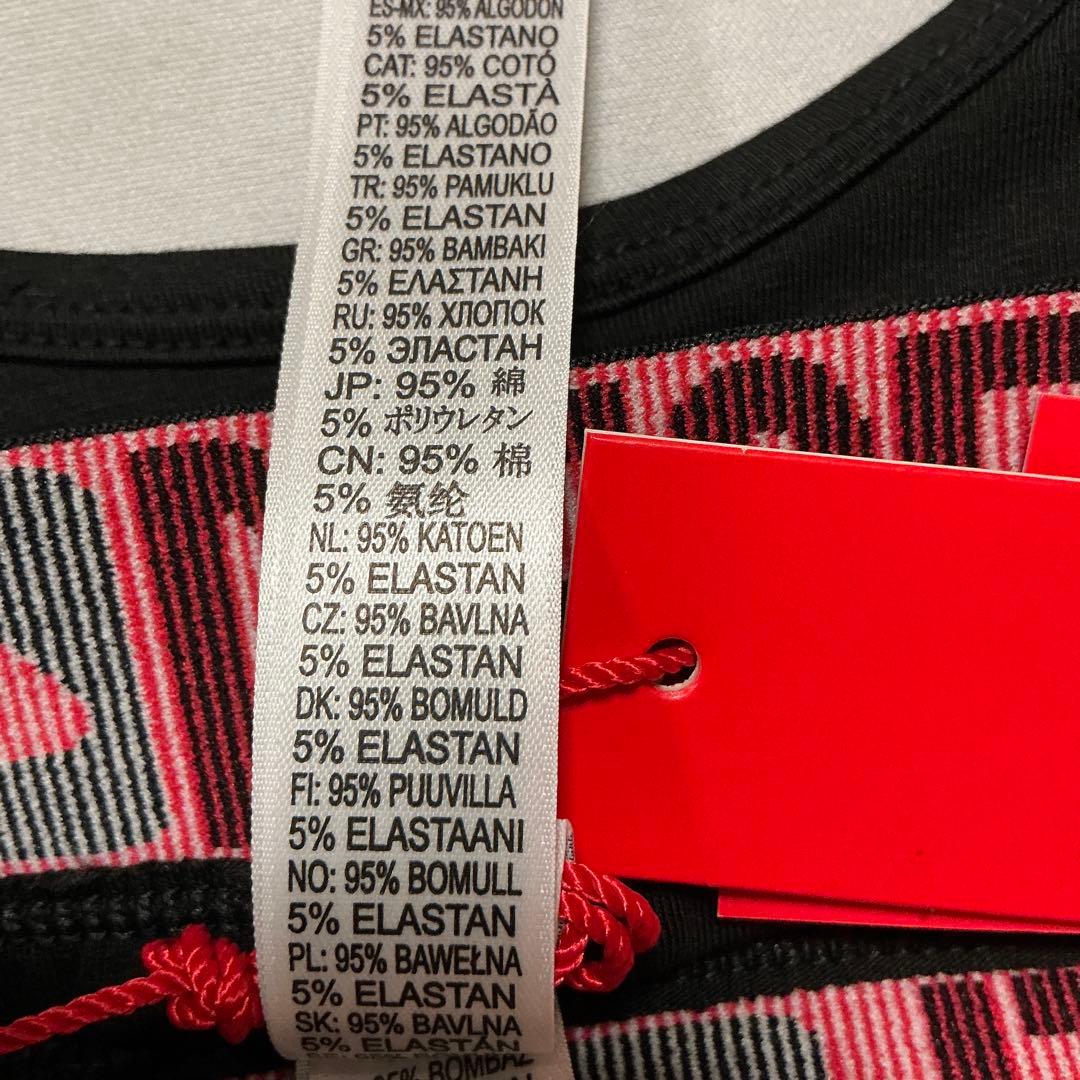 ES-MX: 95% ALGODÓN
5% ELASTANO
CAT: 95% COTÓ
5% ELASTÀ
PT: 95% ALGODÃO
5% ELASTANO
TR: 95% PAMUKLU
5% ELASTAN
GR: 95% BAMBAKI
5% ΕΛΑΣΤΑΝΗ
RU: 95% ХЛОПОК
5% ЭЛАСТАН
JP: 95% 綿
5% ポリウレタン
CN: 95% 棉
5% 氨纶
NL: 95% KATOEN
5% ELASTAN
CZ: 95% BAVLNA
5% ELASTAN
DK: 95% BOMULD
5% ELASTAN
FI: 95% PUUVILLA
5% ELASTAANI
NO: 95% BOMULL
5% ELASTAN
PL: 95% BAWEŁNA
5% ELASTAN
SK: 95% BAVLNA
5% ELASTAN